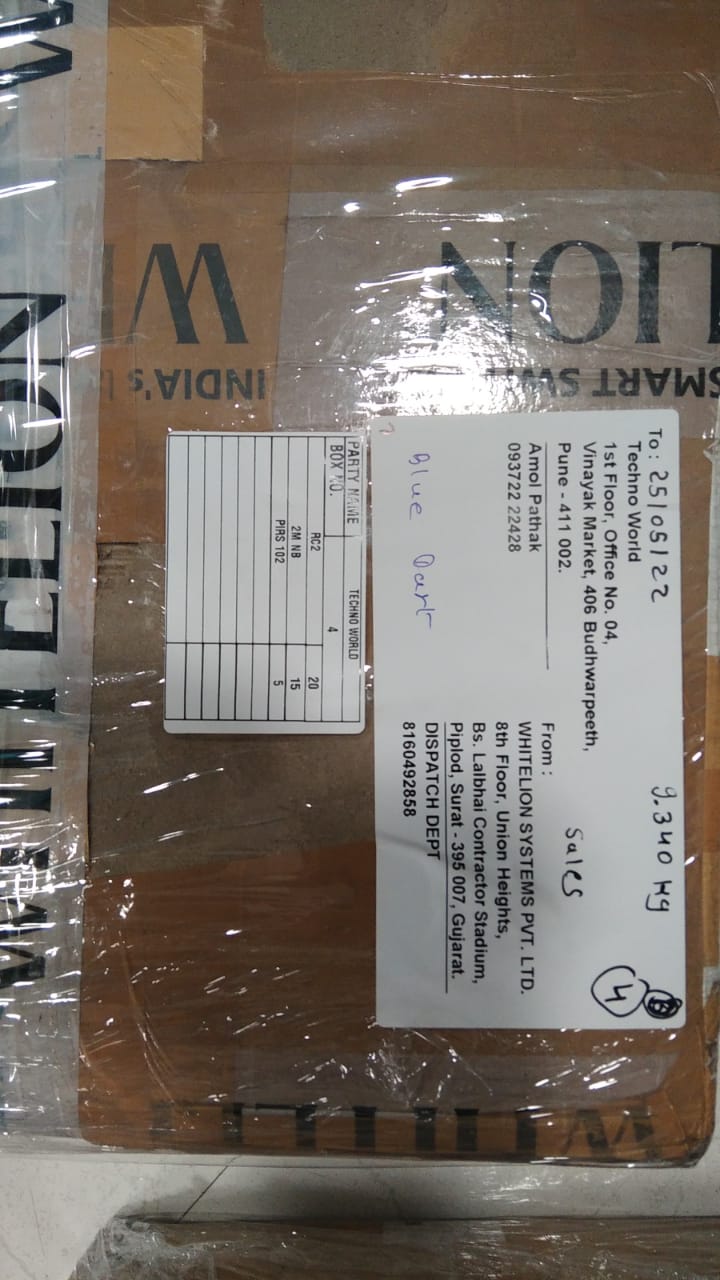 To: 25/05/22
9.340 Kg
Techno World
1st Floor, Office No. 04,
Vinayak Market, 406 Budhwarpeeth,
Pune - 411 002.
Amol Pathak
093722 22428
Blue Dart
Sales
4
From :
WHITELION SYSTEMS PVT. LTD.
8th Floor, Union Heights,
Bs. Lalbhai Contractor Stadium,
Piplod, Surat - 395 007, Gujarat.
DISPATCH DEPT
8160492858
PARTY NAME TECHNO WORLD
BOX NO. 4
RC2 20
2M NB 15
PIRS 102 5
LION
SMART
INDIA's
WHITELION